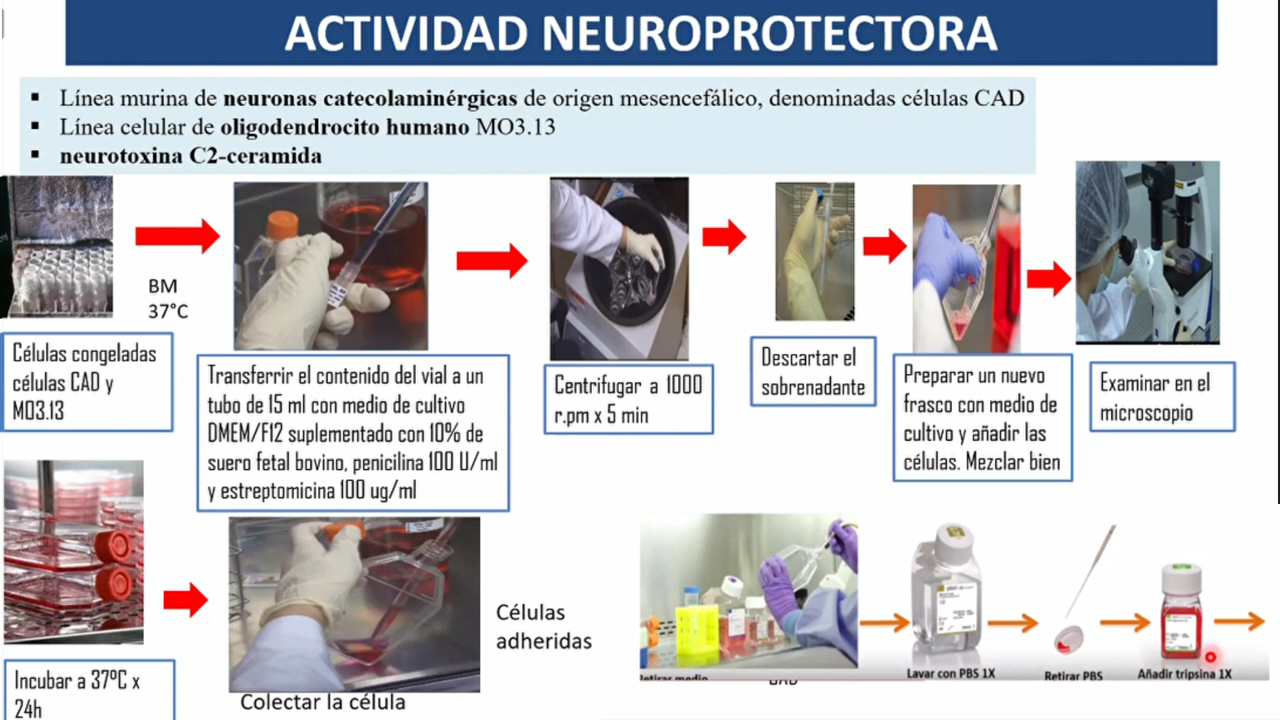 ACTIVIDAD NEUROPROTECTORA
▪ Línea murina de neuronas catecolaminérgicas de origen mesencefálico, denominadas células CAD
▪ Línea celular de oligodendrocito humano MO3.13
▪ neurotoxina C2-ceramida
BM
37°C
Células congeladas
células CAD y
MO3.13
Transferrir el contenido del vial a un
tubo de 15 ml con medio de cultivo
DMEM/F12 suplementado con 10% de
suero fetal bovino, penicilina 100 U/ml
y estreptomicina 100 ug/ml
Centrifugar a 1000
r.pm x 5 min
Descartar el
sobrenadante
Preparar un nuevo
frasco con medio de
cultivo y añadir las
células. Mezclar bien
Examinar en el
microscopio
Incubar a 37ºC x
24h
Colectar la célula
Células
adheridas
Retirar medio
Lavar con PBS 1X
Retirar PBS
Añadir tripsina 1X